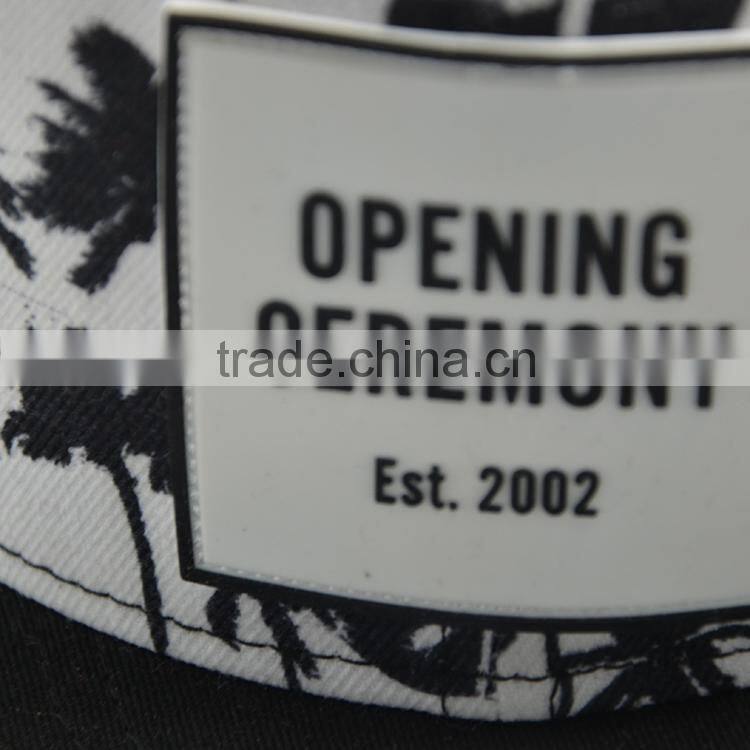 OPENING
CEREMONY
trade.china.cn
Est. 2002